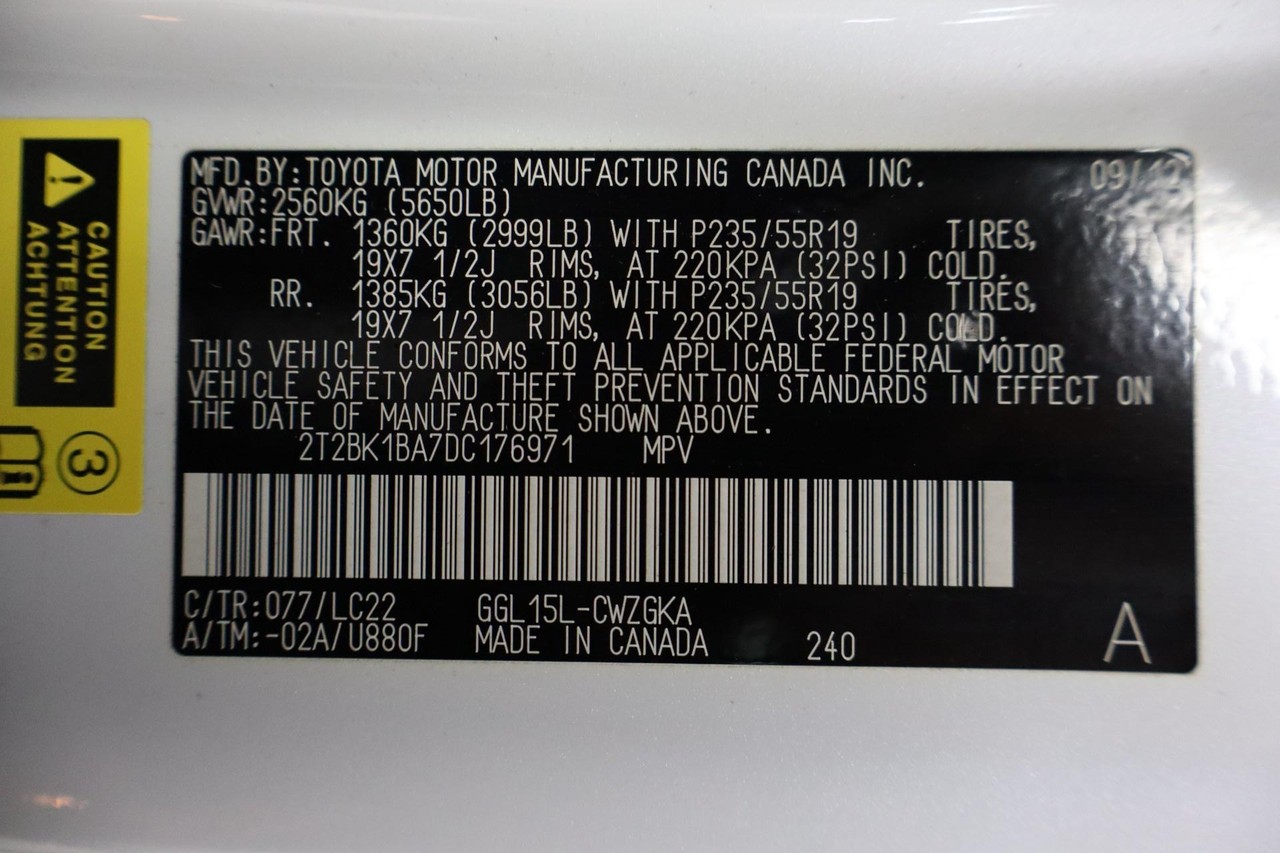 CAUTION
ATTENTION
ACHTUNG
3
MFD.BY:TOYOTA MOTOR MANUFACTURING CANADA INC. 09/12
GVWR:2560KG (5650LB)
GAWR:FRT. 1360KG (2999LB) WITH P235/55R19 TIRES,
19X7 1/2J RIMS, AT 220KPA (32PSI) COLD.
RR. 1385KG (3056LB) WITH P235/55R19 TIRES,
19X7 1/2J RIMS, AT 220KPA (32PSI) COLD.
THIS VEHICLE CONFORMS TO ALL APPLICABLE FEDERAL MOTOR
VEHICLE SAFETY AND THEFT PREVENTION STANDARDS IN EFFECT ON
THE DATE OF MANUFACTURE SHOWN ABOVE.
2T2BK1BA7DC176971 MPV
C/TR:077/LC22 GGL15L-CWZGKA
A/TM:-02A/U880F MADE IN CANADA 240 A